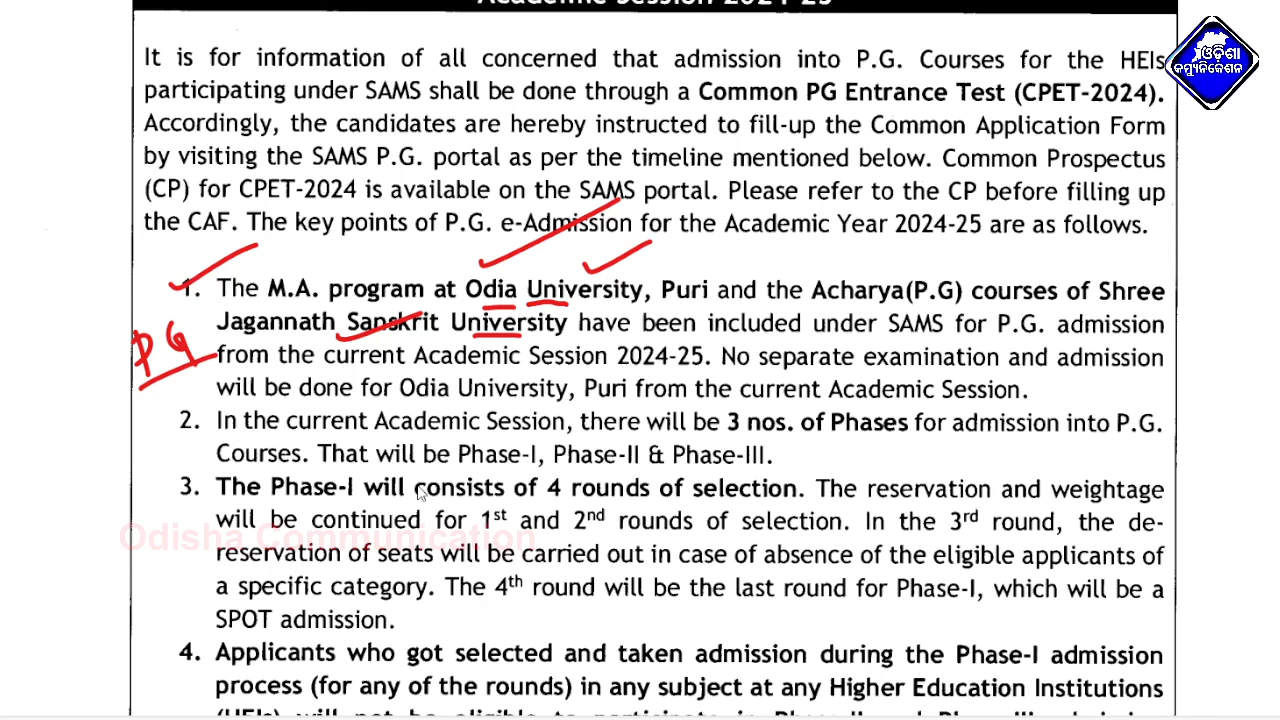 Academic Session 2024-25
ଓଡ଼ିଶା
କମ୍ୟୁନିକେଶନ
It is for information of all concerned that admission into P.G. Courses for the HEIs
participating under SAMS shall be done through a Common PG Entrance Test (CPET-2024).
Accordingly, the candidates are hereby instructed to fill-up the Common Application Form
by visiting the SAMS P.G. portal as per the timeline mentioned below. Common Prospectus
(CP) for CPET-2024 is available on the SAMS portal. Please refer to the CP before filling up
the CAF. The key points of P.G. e-Admission for the Academic Year 2024-25 are as follows.
1. The M.A. program at Odia University, Puri and the Acharya(P.G) courses of Shree
Jagannath Sanskrit University have been included under SAMS for P.G. admission
PG
from the current Academic Session 2024-25. No separate examination and admission
will be done for Odia University, Puri from the current Academic Session.
2. In the current Academic Session, there will be 3 nos. of Phases for admission into P.G.
Courses. That will be Phase-I, Phase-II & Phase-III.
3. The Phase-I will consists of 4 rounds of selection. The reservation and weightage
will be continued for 1st and 2nd rounds of selection. In the 3rd round, the de-
Odisha Communication
reservation of seats will be carried out in case of absence of the eligible applicants of
a specific category. The 4th round will be the last round for Phase-I, which will be a
SPOT admission.
4. Applicants who got selected and taken admission during the Phase-I admission
process (for any of the rounds) in any subject at any Higher Education Institutions